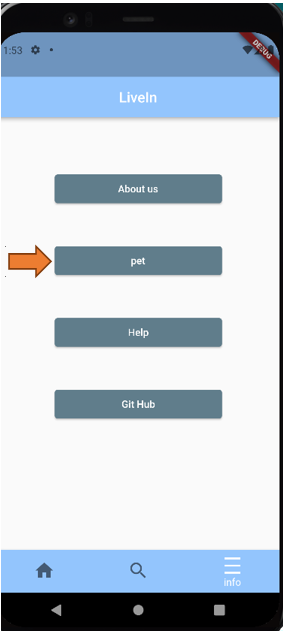 1:53
DEBUG
LiveIn
About us
pet
Help
Git Hub
info